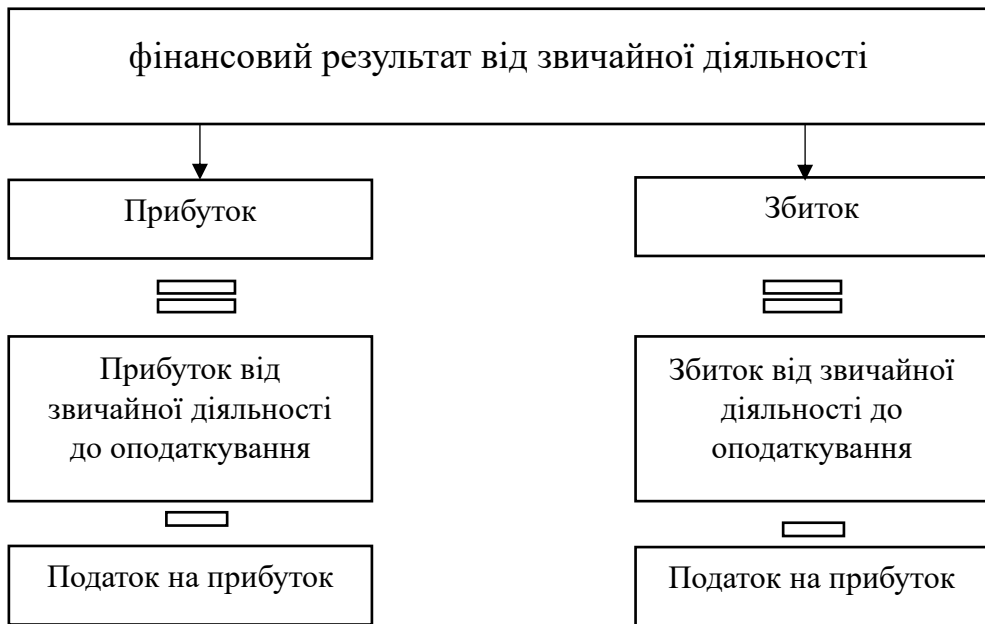 фінансовий результат від звичайної діяльності
Прибуток
Збиток
Прибуток від
звичайної діяльності
до оподаткування
Збиток від звичайної
діяльності до
оподаткування
Податок на прибуток
Податок на прибуток